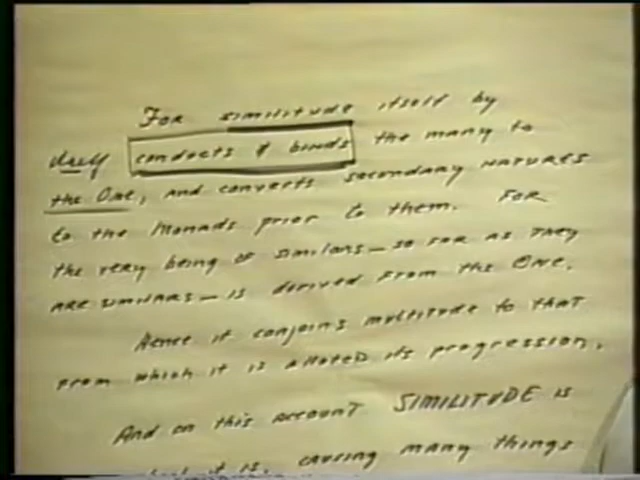 For similitude itself by
itself conducts & binds the many to
the One, and converts secondary natures
to the Monads prior to them. For
the very being of similars — so far as they
are similars — is derived from the One.
Hence it conjoins multitude to that
from which it is alloted its progression.
And on this account SIMILITUDE is
it is, causing many things